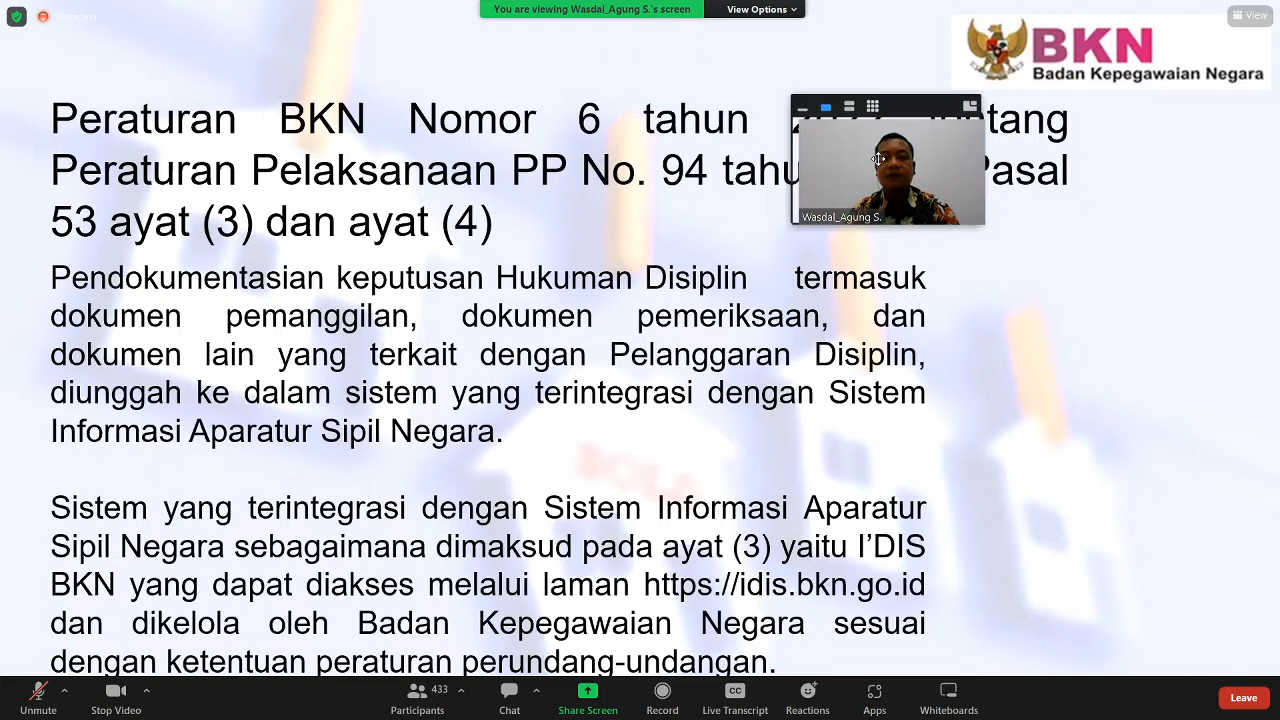 Recording
You are viewing Wasdal_Agung S.'s screen
View Options
View
BKN
Badan Kepegawaian Negara
Peraturan BKN Nomor 6 tahun tentang
Peraturan Pelaksanaan PP No. 94 Pasal
53 ayat (3) dan ayat (4)
Wasdal_Agung S.
Pendokumentasian keputusan Hukuman Disiplin termasuk
dokumen pemanggilan, dokumen pemeriksaan, dan
dokumen lain yang terkait dengan Pelanggaran Disiplin,
diunggah ke dalam sistem yang terintegrasi dengan Sistem
Informasi Aparatur Sipil Negara.
Sistem yang terintegrasi dengan Sistem Informasi Aparatur
Sipil Negara sebagaimana dimaksud pada ayat (3) yaitu I’DIS
BKN yang dapat diakses melalui laman https://idis.bkn.go.id
dan dikelola oleh Badan Kepegawaian Negara sesuai
dengan ketentuan peraturan perundang-undangan.
Unmute
Stop Video
433
Participants
Chat
Share Screen
Record
CC
Live Transcript
Reactions
Apps
Whiteboards
Leave